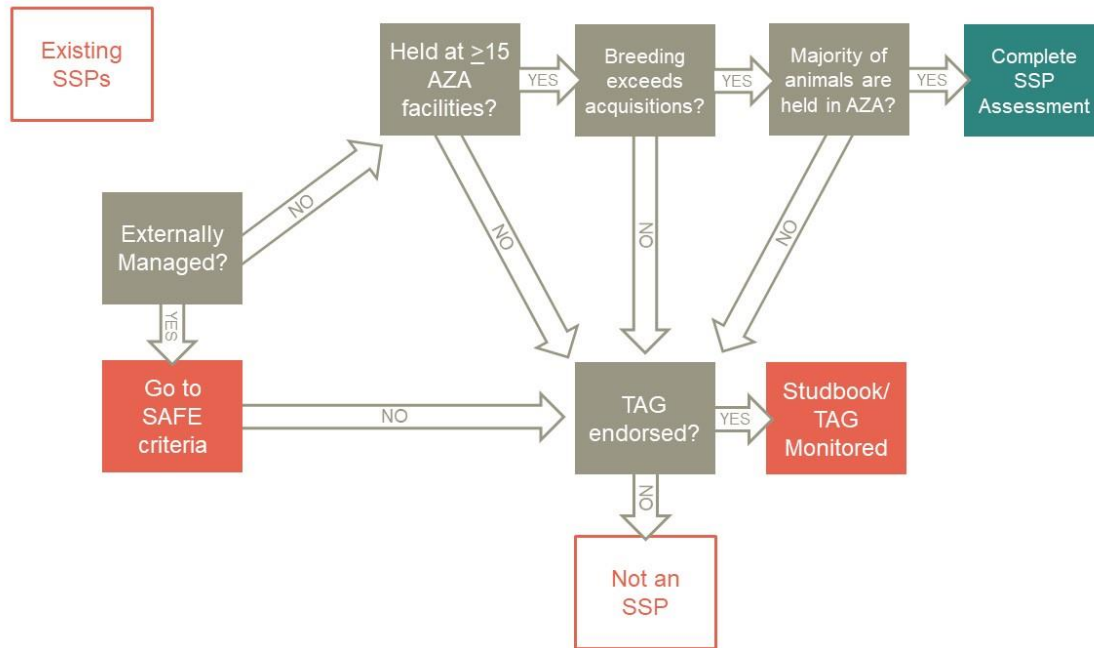 Existing
SSPs
Held at ≥15
AZA
facilities?
YES
Breeding
exceeds
acquisitions?
YES
Majority of
animals are
held in AZA?
YES
Complete
SSP
Assessment
NO
Externally
Managed?
NO
NO
NO
YES
Go to
SAFE
criteria
NO
TAG
endorsed?
YES
Studbook/
TAG
Monitored
NO
Not an
SSP